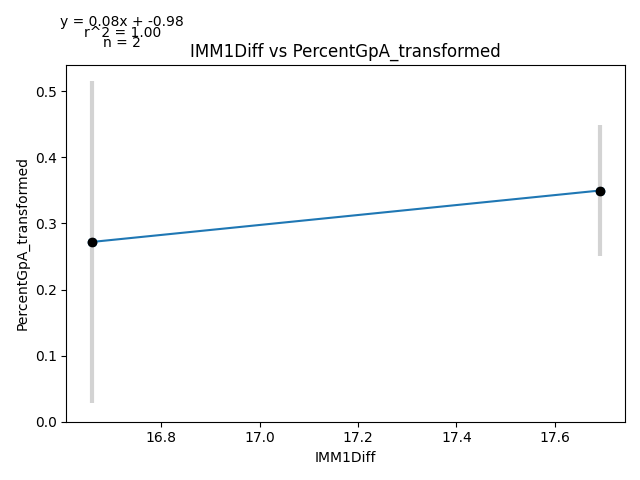 y = 0.08x + -0.98
r^2 = 1.00
n = 2
IMM1Diff vs PercentGpA_transformed
PercentGpA_transformed
0.5
0.4
0.3
0.2
0.1
0.0
16.8 17.0 17.2 17.4 17.6
IMM1Diff